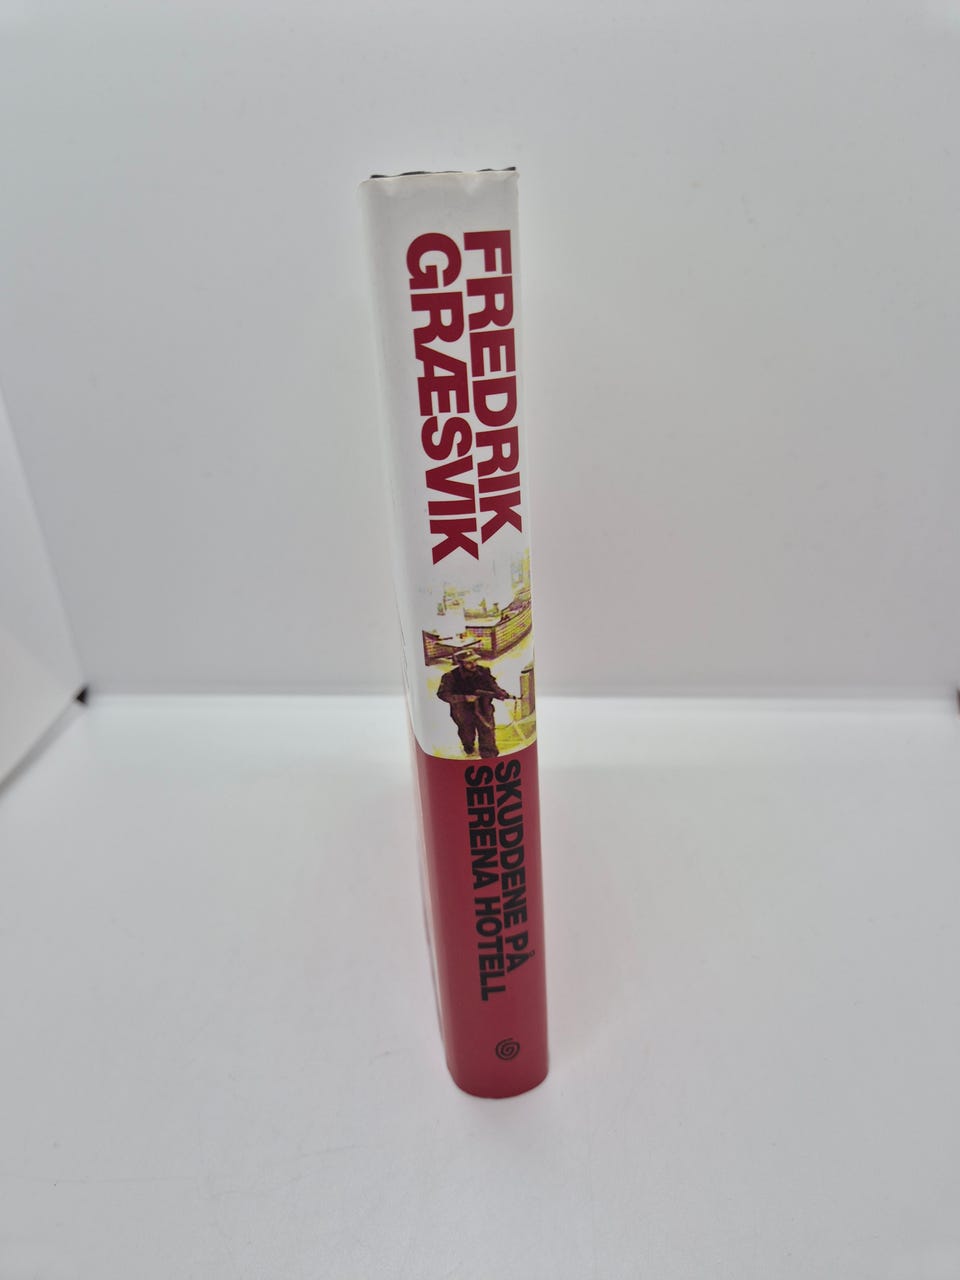 FREDRIK
GRÆSVIK
SKUDDENE PÅ
SERENA HOTELL